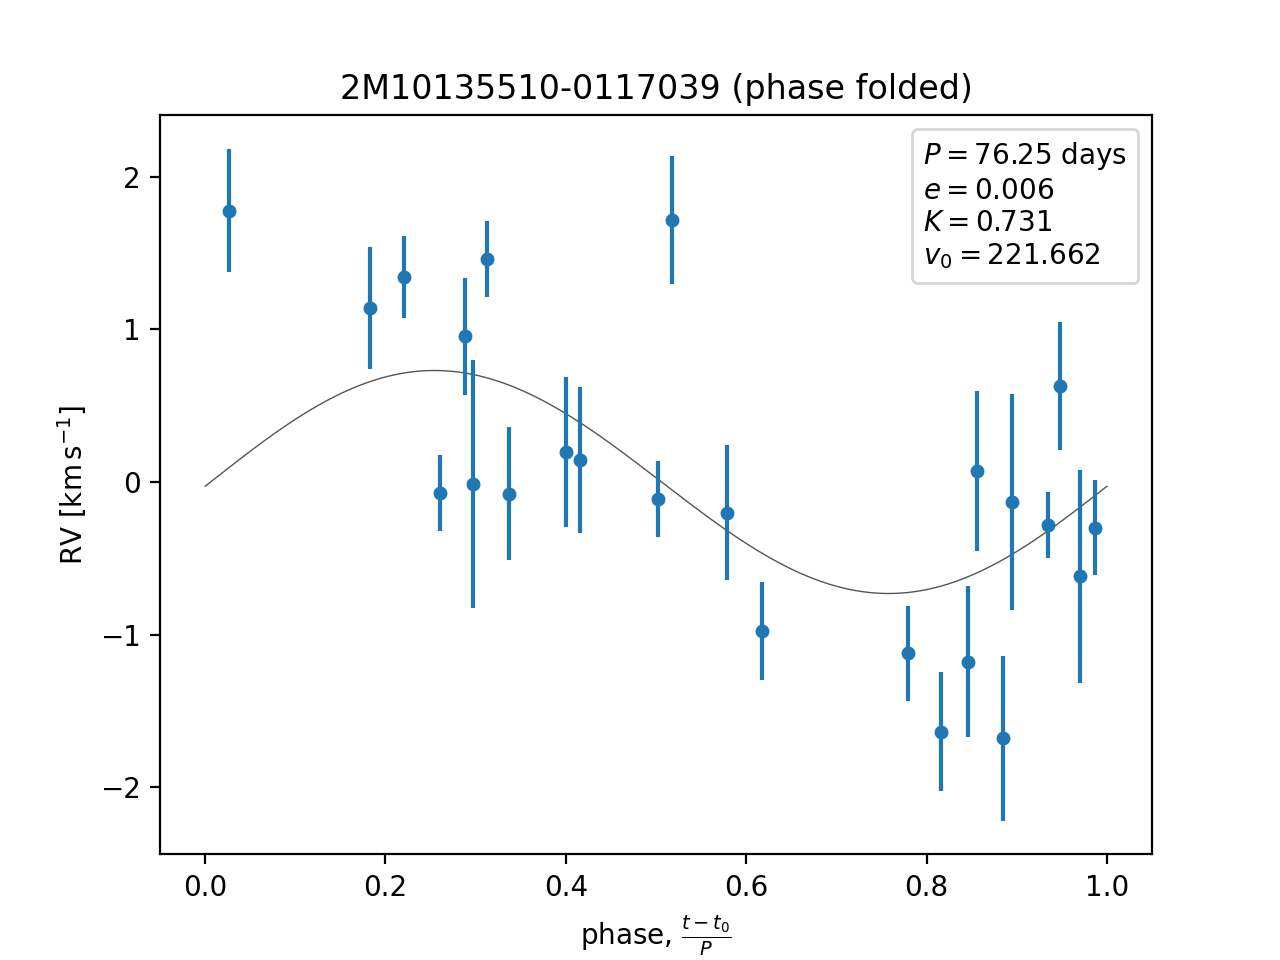 2M10135510-0117039 (phase folded)
P = 76.25 days
e = 0.006
K = 0.731
v₀ = 221.662
RV [km s⁻¹]
2
1
0
−1
−2
0.0 0.2 0.4 0.6 0.8 1.0
phase, (t − t₀)/P